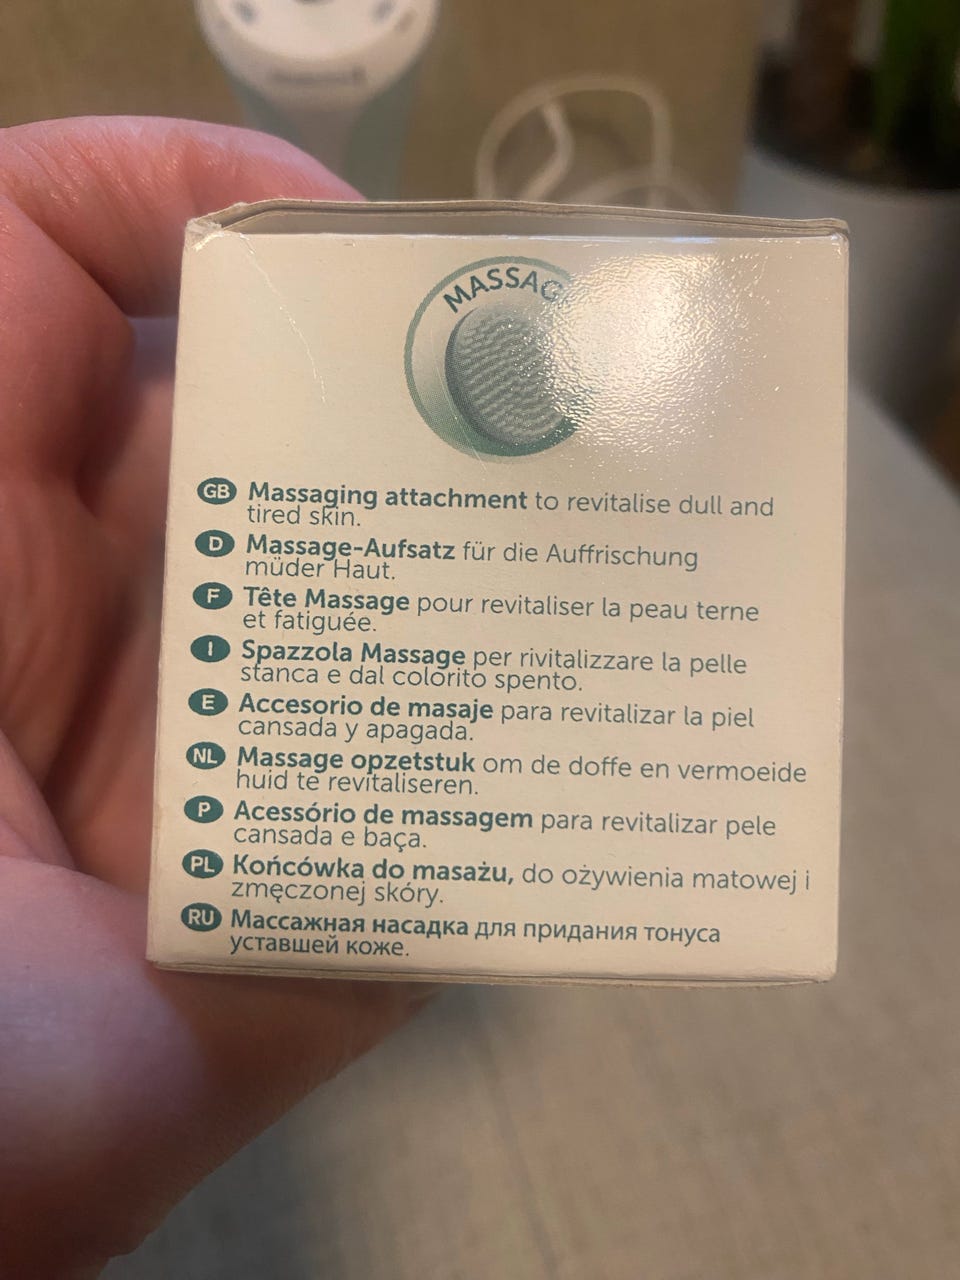 GB Massaging attachment to revitalise dull and
tired skin.
D Massage-Aufsatz für die Auffrischung
müder Haut.
F Tête Massage pour revitaliser la peau terne
et fatiguée.
I Spazzola Massage per rivitalizzare la pelle
stanca e dal colorito spento.
E Accesorio de masaje para revitalizar la piel
cansada y apagada.
NL Massage opzetstuk om de doffe en vermoeide
huid te revitaliseren.
P Acessório de massagem para revitalizar pele
cansada e baça.
PL Końcówka do masażu, do ożywienia matowej i
zmęczonej skóry.
RU Массажная насадка для придания тонуса
уставшей коже.